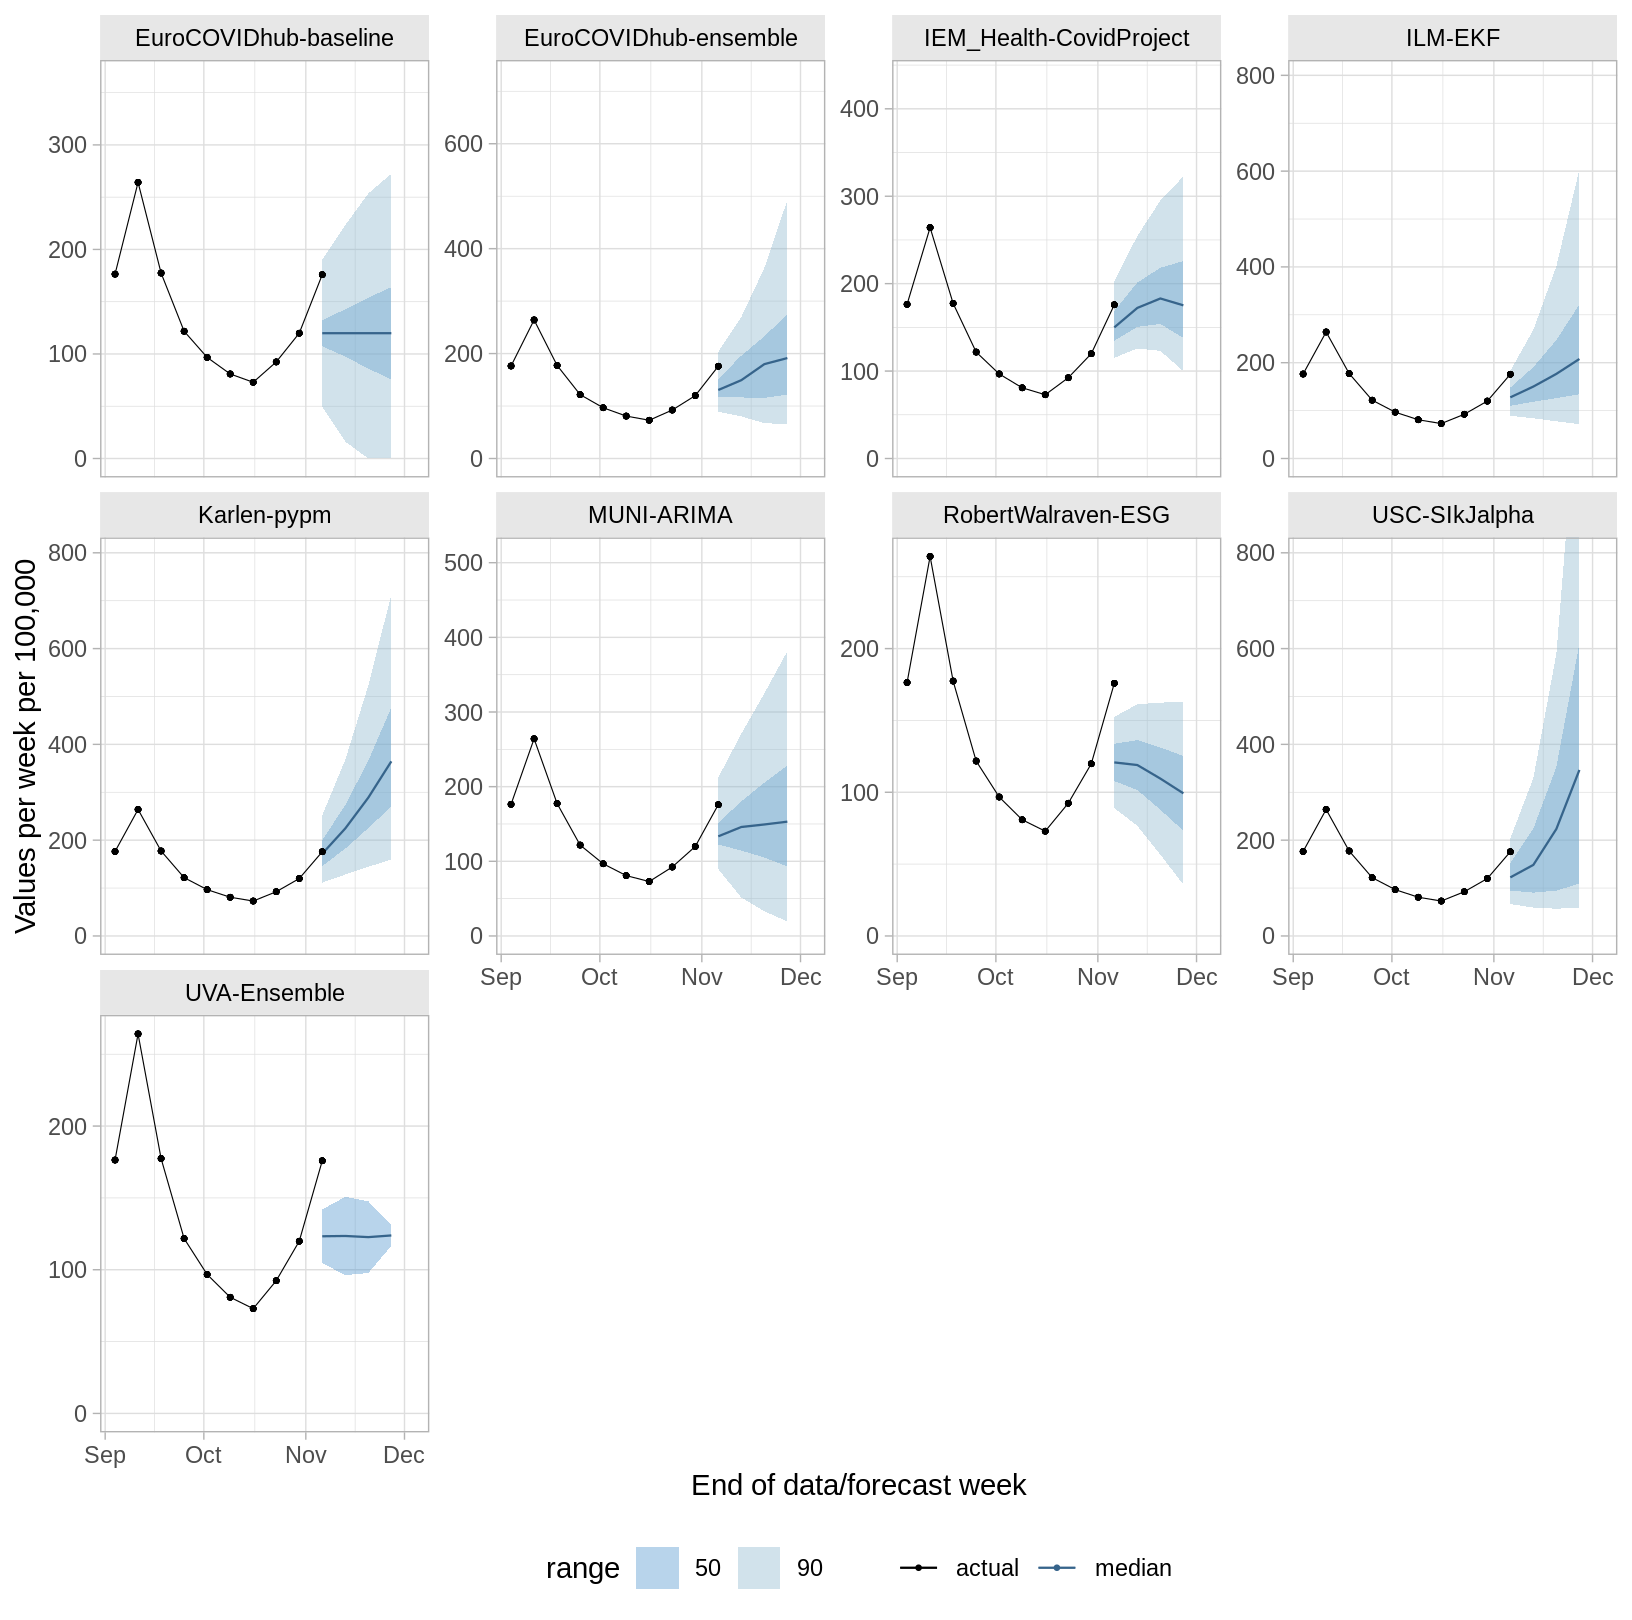 EuroCOVIDhub-baseline
EuroCOVIDhub-ensemble
IEM_Health-CovidProject
ILM-EKF
300
200
100
0
600
400
200
0
400
300
200
100
0
800
600
400
200
0
Karlen-pypm
MUNI-ARIMA
RobertWalraven-ESG
USC-SIkJalpha
Values per week per 100,000
800
600
400
200
0
500
400
300
200
100
0
200
100
0
800
600
400
200
0
Sep Oct Nov Dec
Sep Oct Nov Dec
Sep Oct Nov Dec
UVA-Ensemble
200
100
0
Sep Oct Nov Dec
End of data/forecast week
range 50 90 actual median